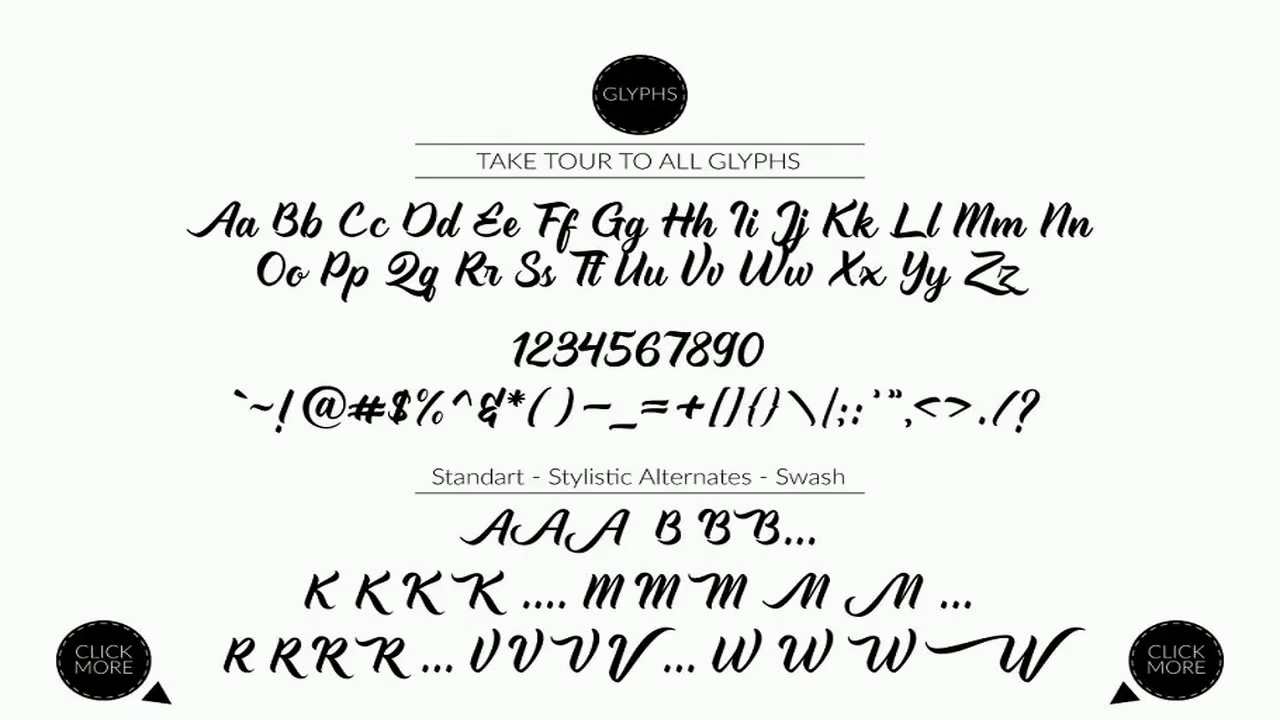 GLYPHS
TAKE TOUR TO ALL GLYPHS
Aa Bb Cc Dd Ee Ff Gg Hh Ii Jj Kk Ll Mm Nn
Oo Pp Qq Rr Ss Tt Uu Vv Ww Xx Yy Zz
1234567890
`~!@#$%^&*()-_=+[]{}\|;:'",<>./?
Standart - Stylistic Alternates - Swash
AAA B BB...
K K K K .... M M M M M ...
R R R R ... V V V V ... W W W W
CLICK
MORE
CLICK
MORE